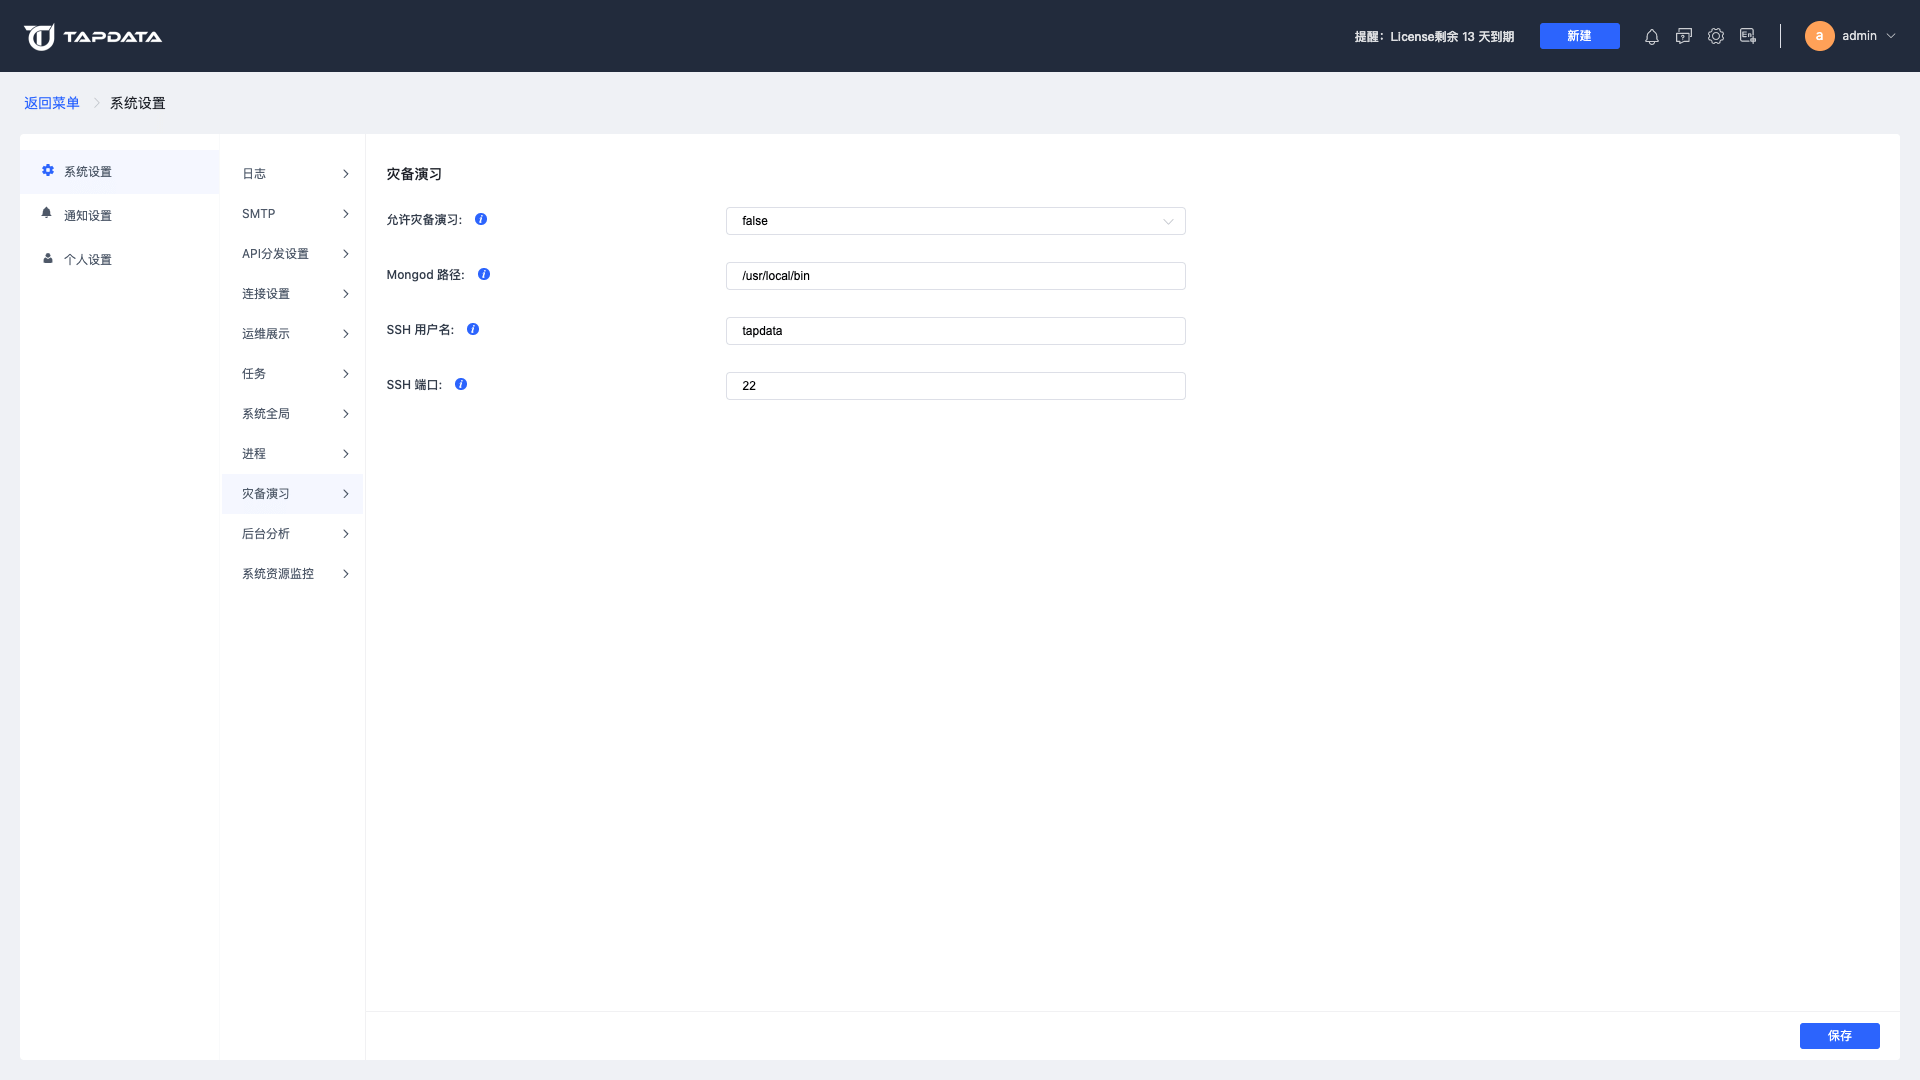 TAPDATA
提醒：License剩余 13 天到期
新建
a
admin
返回菜单
系统设置
系统设置
通知设置
个人设置
日志
SMTP
API分发设置
连接设置
运维展示
任务
系统全局
进程
灾备演习
后台分析
系统资源监控
灾备演习
允许灾备演习:
false
Mongod 路径:
/usr/local/bin
SSH 用户名:
tapdata
SSH 端口:
22
保存